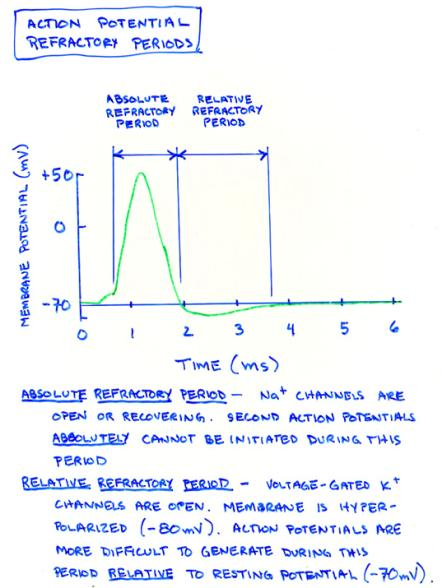 ACTION POTENTIAL
REFRACTORY PERIODS
ABSOLUTE
REFRACTORY
PERIOD
RELATIVE
REFRACTORY
PERIOD
MEMBRANE POTENTIAL (mV)
+50
0
-70
0 1 2 3 4 5 6
TIME (ms)
ABSOLUTE REFRACTORY PERIOD - Na+ CHANNELS ARE
OPEN OR RECOVERING. SECOND ACTION POTENTIALS
ABSOLUTELY CANNOT BE INITIATED DURING THIS
PERIOD
RELATIVE REFRACTORY PERIOD - VOLTAGE-GATED K+
CHANNELS ARE OPEN. MEMBRANE IS HYPER-
POLARIZED (-80mV). ACTION POTENTIALS ARE
MORE DIFFICULT TO GENERATE DURING THIS
PERIOD RELATIVE TO RESTING POTENTIAL (-70mV).